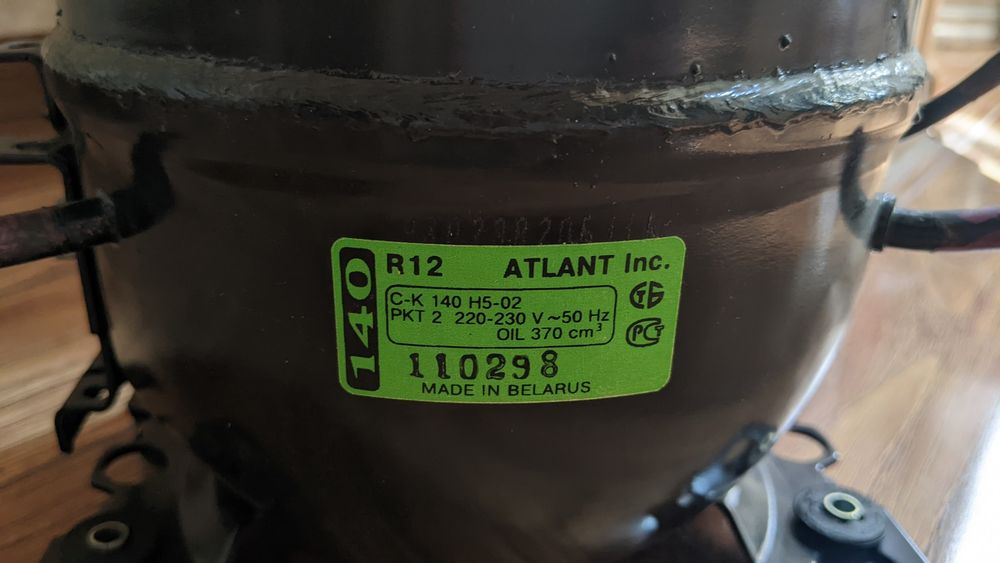 140
R12 ATLANT Inc.
C-K 140 H5-02
PKT 2 220-230 V ~ 50 Hz
OIL 370 cm³
110298
MADE IN BELARUS
РСТ